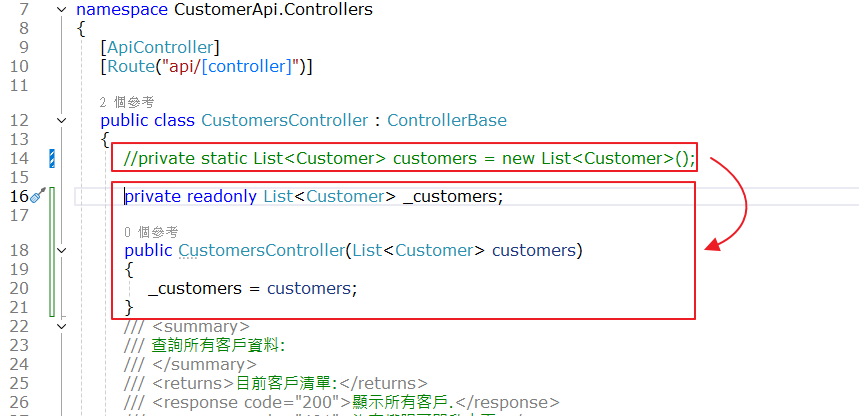 7 namespace CustomerApi.Controllers
8 {
9 [ApiController]
10 [Route("api/[controller]")]
11
2 個參考
12 public class CustomersController : ControllerBase
13 {
14 //private static List<Customer> customers = new List<Customer>();
15
16 private readonly List<Customer> _customers;
17
0 個參考
18 public CustomersController(List<Customer> customers)
19 {
20 _customers = customers;
21 }
22 /// <summary>
23 /// 查詢所有客戶資料:
24 /// </summary>
25 /// <returns>目前客戶清單:</returns>
26 /// <response code="200">顯示所有客戶.</response>